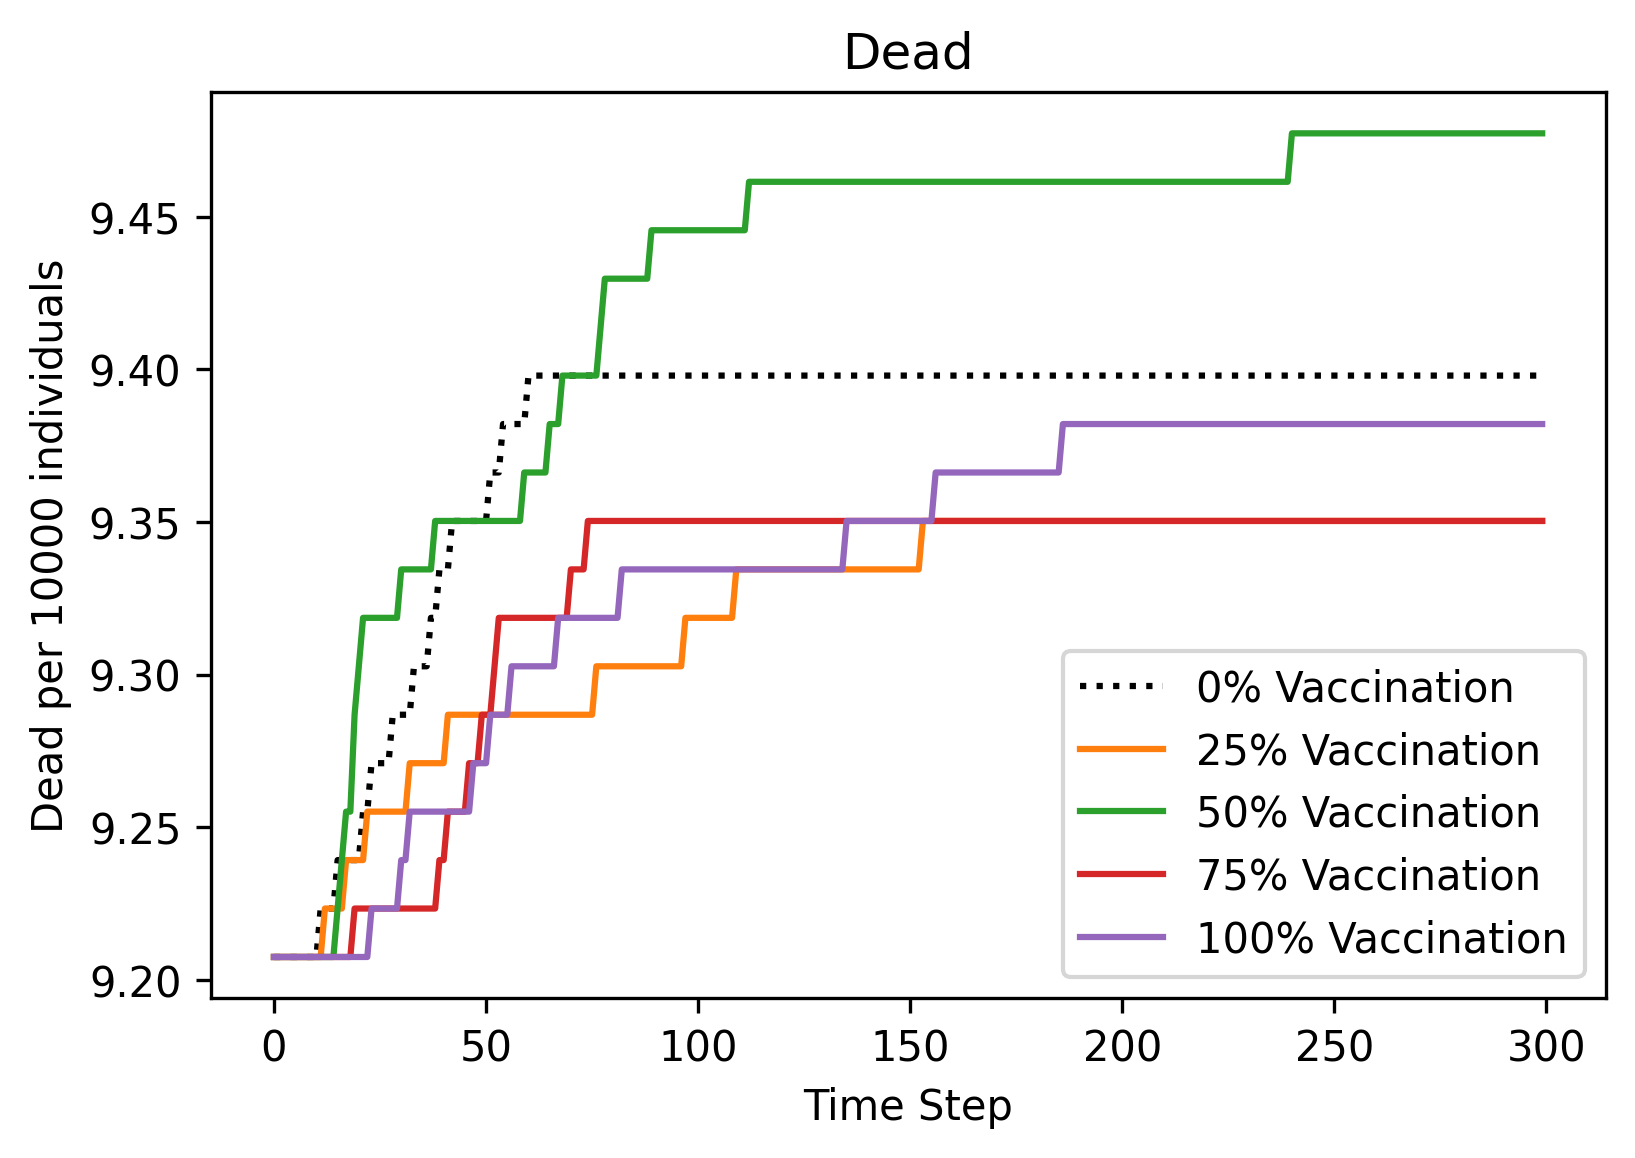 Dead
Dead per 10000 individuals
9.45
9.40
9.35
9.30
9.25
9.20
0% Vaccination
25% Vaccination
50% Vaccination
75% Vaccination
100% Vaccination
0 50 100 150 200 250 300
Time Step